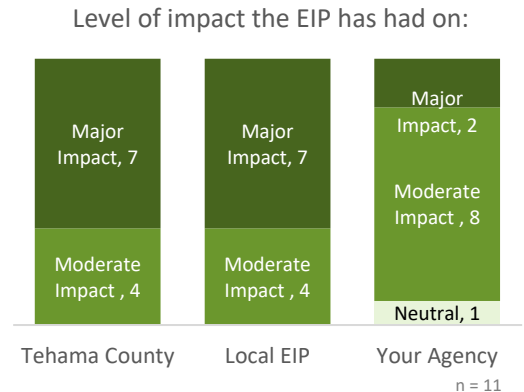 Level of impact the EIP has had on:
Major
Impact, 7
Moderate
Impact , 4
Major
Impact, 7
Moderate
Impact , 4
Major
Impact, 2
Moderate
Impact , 8
Neutral, 1
Tehama County
Local EIP
Your Agency
n = 11